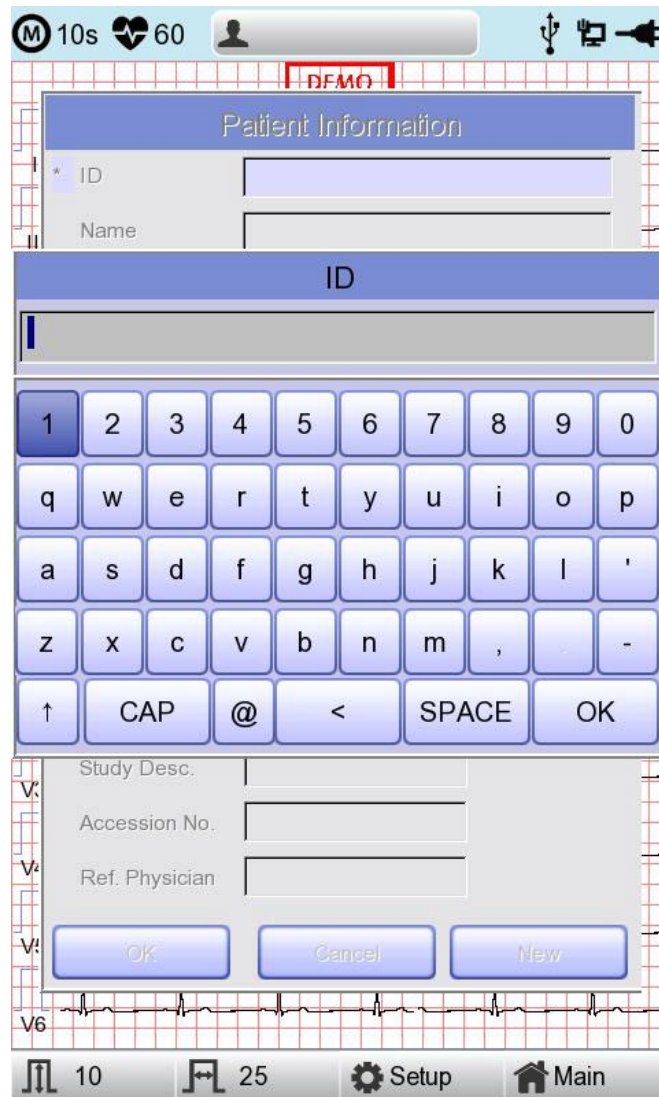 M 10s 60
DEMO
Patient Information
* ID
Name
ID
1 2 3 4 5 6 7 8 9 0
q w e r t y u i o p
a s d f g h j k l '
z x c v b n m , . -
↑ CAP @ < SPACE OK
Study Desc.
Accession No.
V4
Ref. Physician
OK Cancel New
V6
10 25 Setup Main